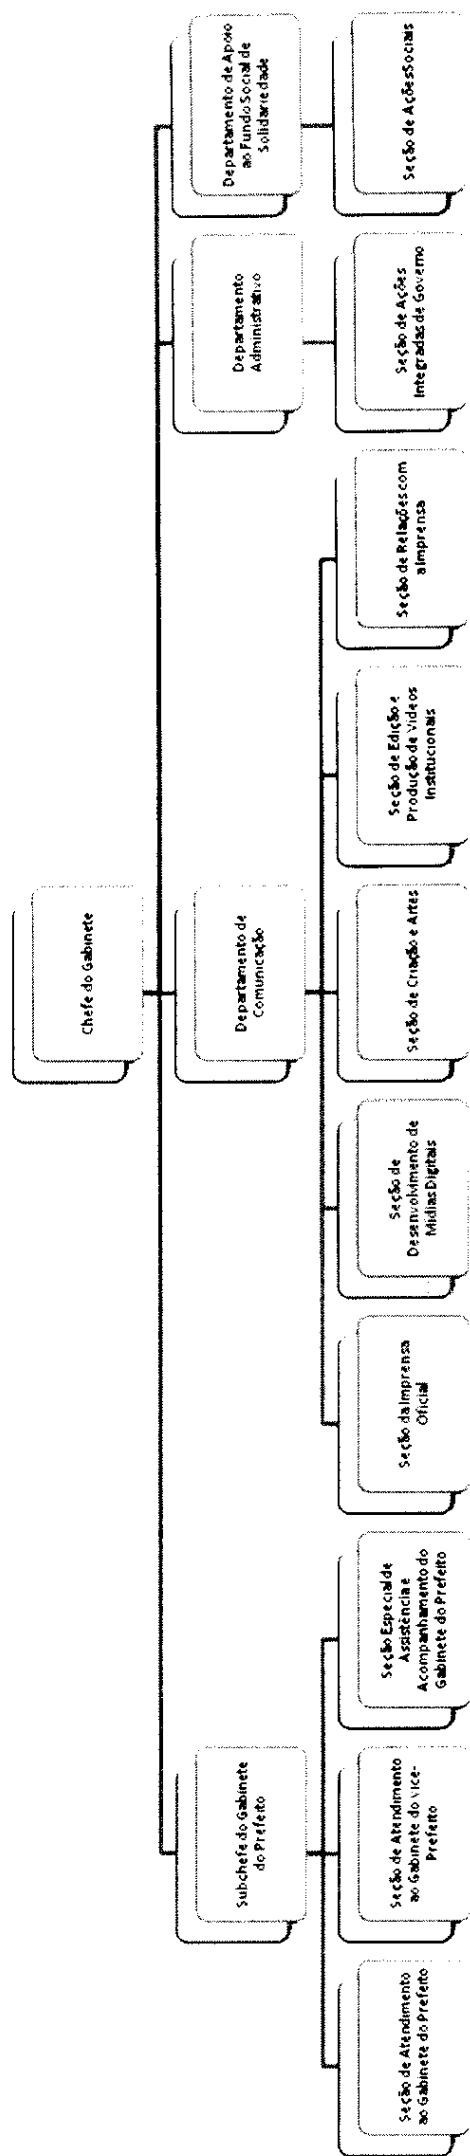 Chefe do Gabinete
Subchefe do Gabinete
do Prefeito
Departamento de
Comunicação
Departamento
Administrativo
Departamento de Apoio
ao Fundo Social de
Solidariedade
Seção de Atendimento
ao Gabinete do Prefeito
Seção de Atendimento
ao Gabinete do Vice-
Prefeito
Seção Especial de
Assistência e
Acompanhamento do
Gabinete do Prefeito
Seção da Imprensa
Oficial
Seção de
Desenvolvimento de
Mídias Digitais
Seção de Criação e Artes
Seção de Edição e
Produção de Vídeos
Institucionais
Seção de Relações com
a Imprensa
Seção de Ações
Integradas de Governo
Seção de Ações Sociais